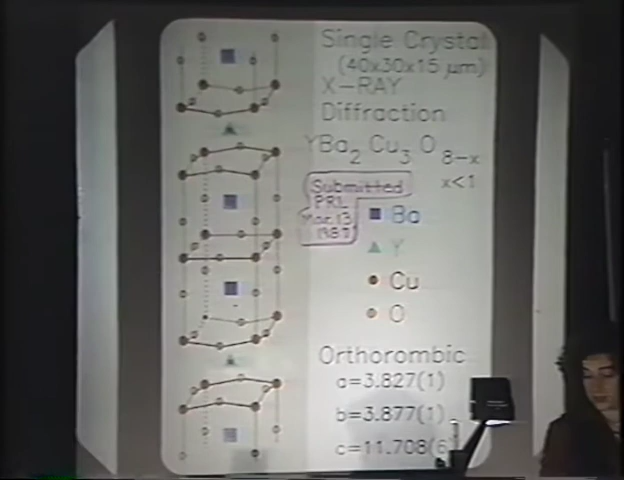 Single Crystal
(40x30x15 µm)
X-RAY
Diffraction
YBa2 Cu3 O8-x
x<1
Submitted
PRL
Mar. 13
1987
Ba
Y
Cu
O
Orthorombic
a=3.827(1)
b=3.877(1)
c=11.708(6)